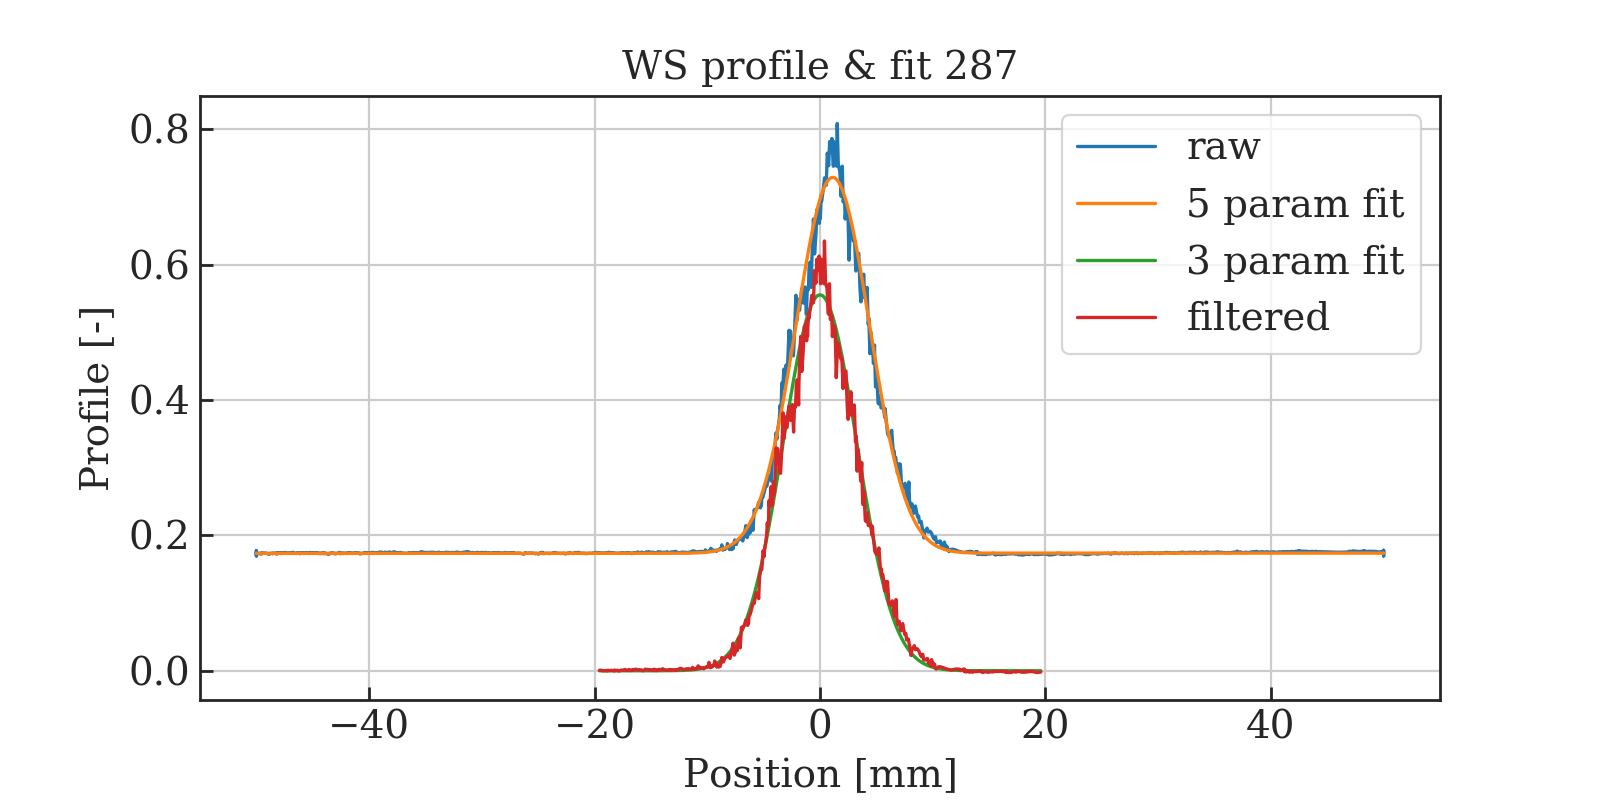 WS profile & fit 287
Profile [-]
0.8
0.6
0.4
0.2
0.0
raw
5 param fit
3 param fit
filtered
−40
−20
0
20
40
Position [mm]